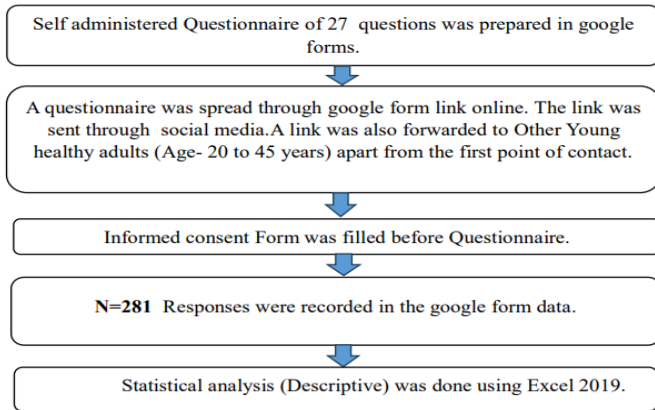 Self administered Questionnaire of 27 questions was prepared in google
forms.
A questionnaire was spread through google form link online. The link was
sent through social media.A link was also forwarded to Other Young
healthy adults (Age- 20 to 45 years) apart from the first point of contact.
Informed consent Form was filled before Questionnaire.
N=281 Responses were recorded in the google form data.
Statistical analysis (Descriptive) was done using Excel 2019.